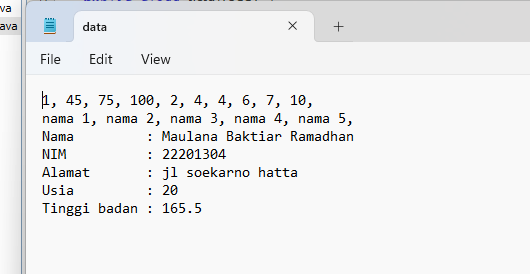 va
ava
data
File Edit View
1, 45, 75, 100, 2, 4, 4, 6, 7, 10,
nama 1, nama 2, nama 3, nama 4, nama 5,
Nama         : Maulana Baktiar Ramadhan
NIM          : 22201304
Alamat       : jl soekarno hatta
Usia         : 20
Tinggi badan : 165.5